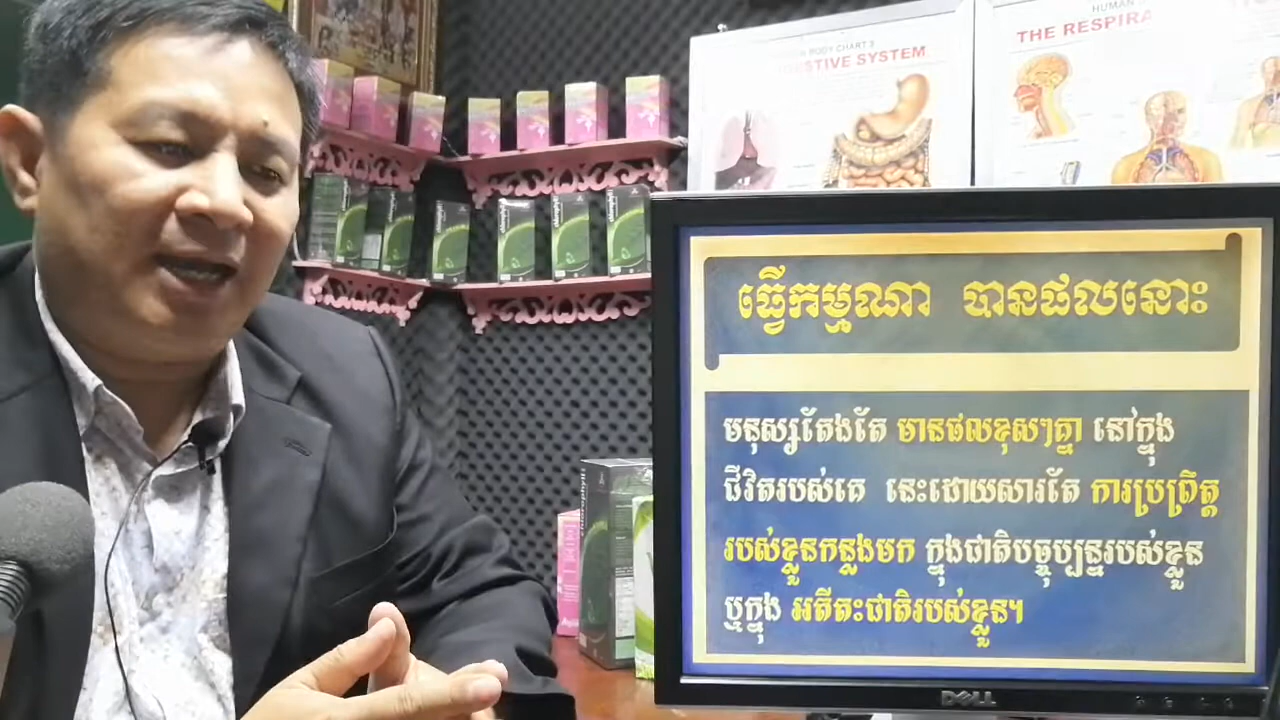 HUMAN
BODY CHART 3
THE RESPIRA
SYSTEM
ធ្វើកម្មណា បានផលនោះ
មនុស្សតែងតែ មានផលខុសៗគ្នា នៅក្នុង
ជីវិតរបស់គេ នេះដោយសារតែ ការប្រព្រឹត្ត
របស់ខ្លួនកន្លងមក ក្នុងជាតិបច្ចុប្បន្នរបស់ខ្លួន
ឬក្នុង អតីតៈជាតិរបស់ខ្លួន។
chlorophyll
DELL